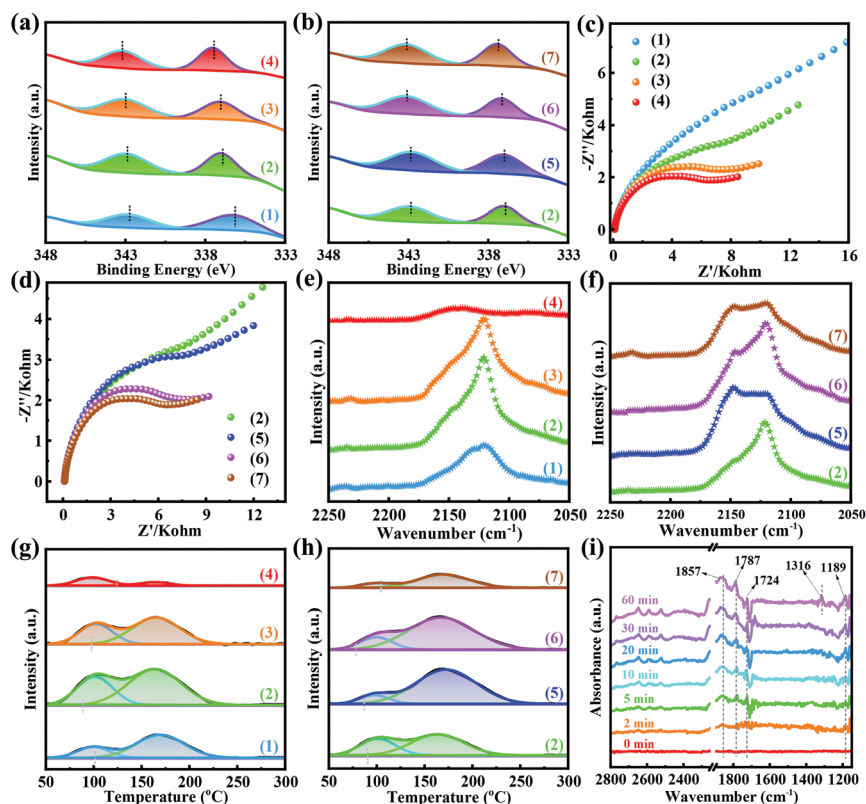 (a)
(4)
(3)
(2)
(1)
Intensity (a.u.)
348 343 338 333
Binding Energy (eV)
(b)
(7)
(6)
(5)
(2)
Intensity (a.u.)
348 343 338 333
Binding Energy (eV)
(c)
(1)
(2)
(3)
(4)
-Z''/Kohm
6
4
2
0
0 4 8 12 16
Z'/Kohm
(d)
(2)
(5)
(6)
(7)
-Z''/Kohm
5
4
3
2
1
0
0 3 6 9 12
Z'/Kohm
(e)
(4)
(3)
(2)
(1)
Intensity (a.u.)
2250 2200 2150 2100 2050
Wavenumber (cm-1)
(f)
(7)
(6)
(5)
(2)
Intensity (a.u.)
2250 2200 2150 2100 2050
Wavenumber (cm-1)
(g)
(4)
(3)
(2)
(1)
Intensity (a.u.)
50 100 150 200 250 300
Temperature (oC)
(h)
(7)
(6)
(5)
(2)
Intensity (a.u.)
50 100 150 200 250 300
Temperature (oC)
(i)
1857
1787
1724
1316
1189
60 min
30 min
20 min
10 min
5 min
2 min
0 min
Absorbance (a.u.)
2800 2600 2400 1800 1600 1400 1200
Wavenumber (cm-1)